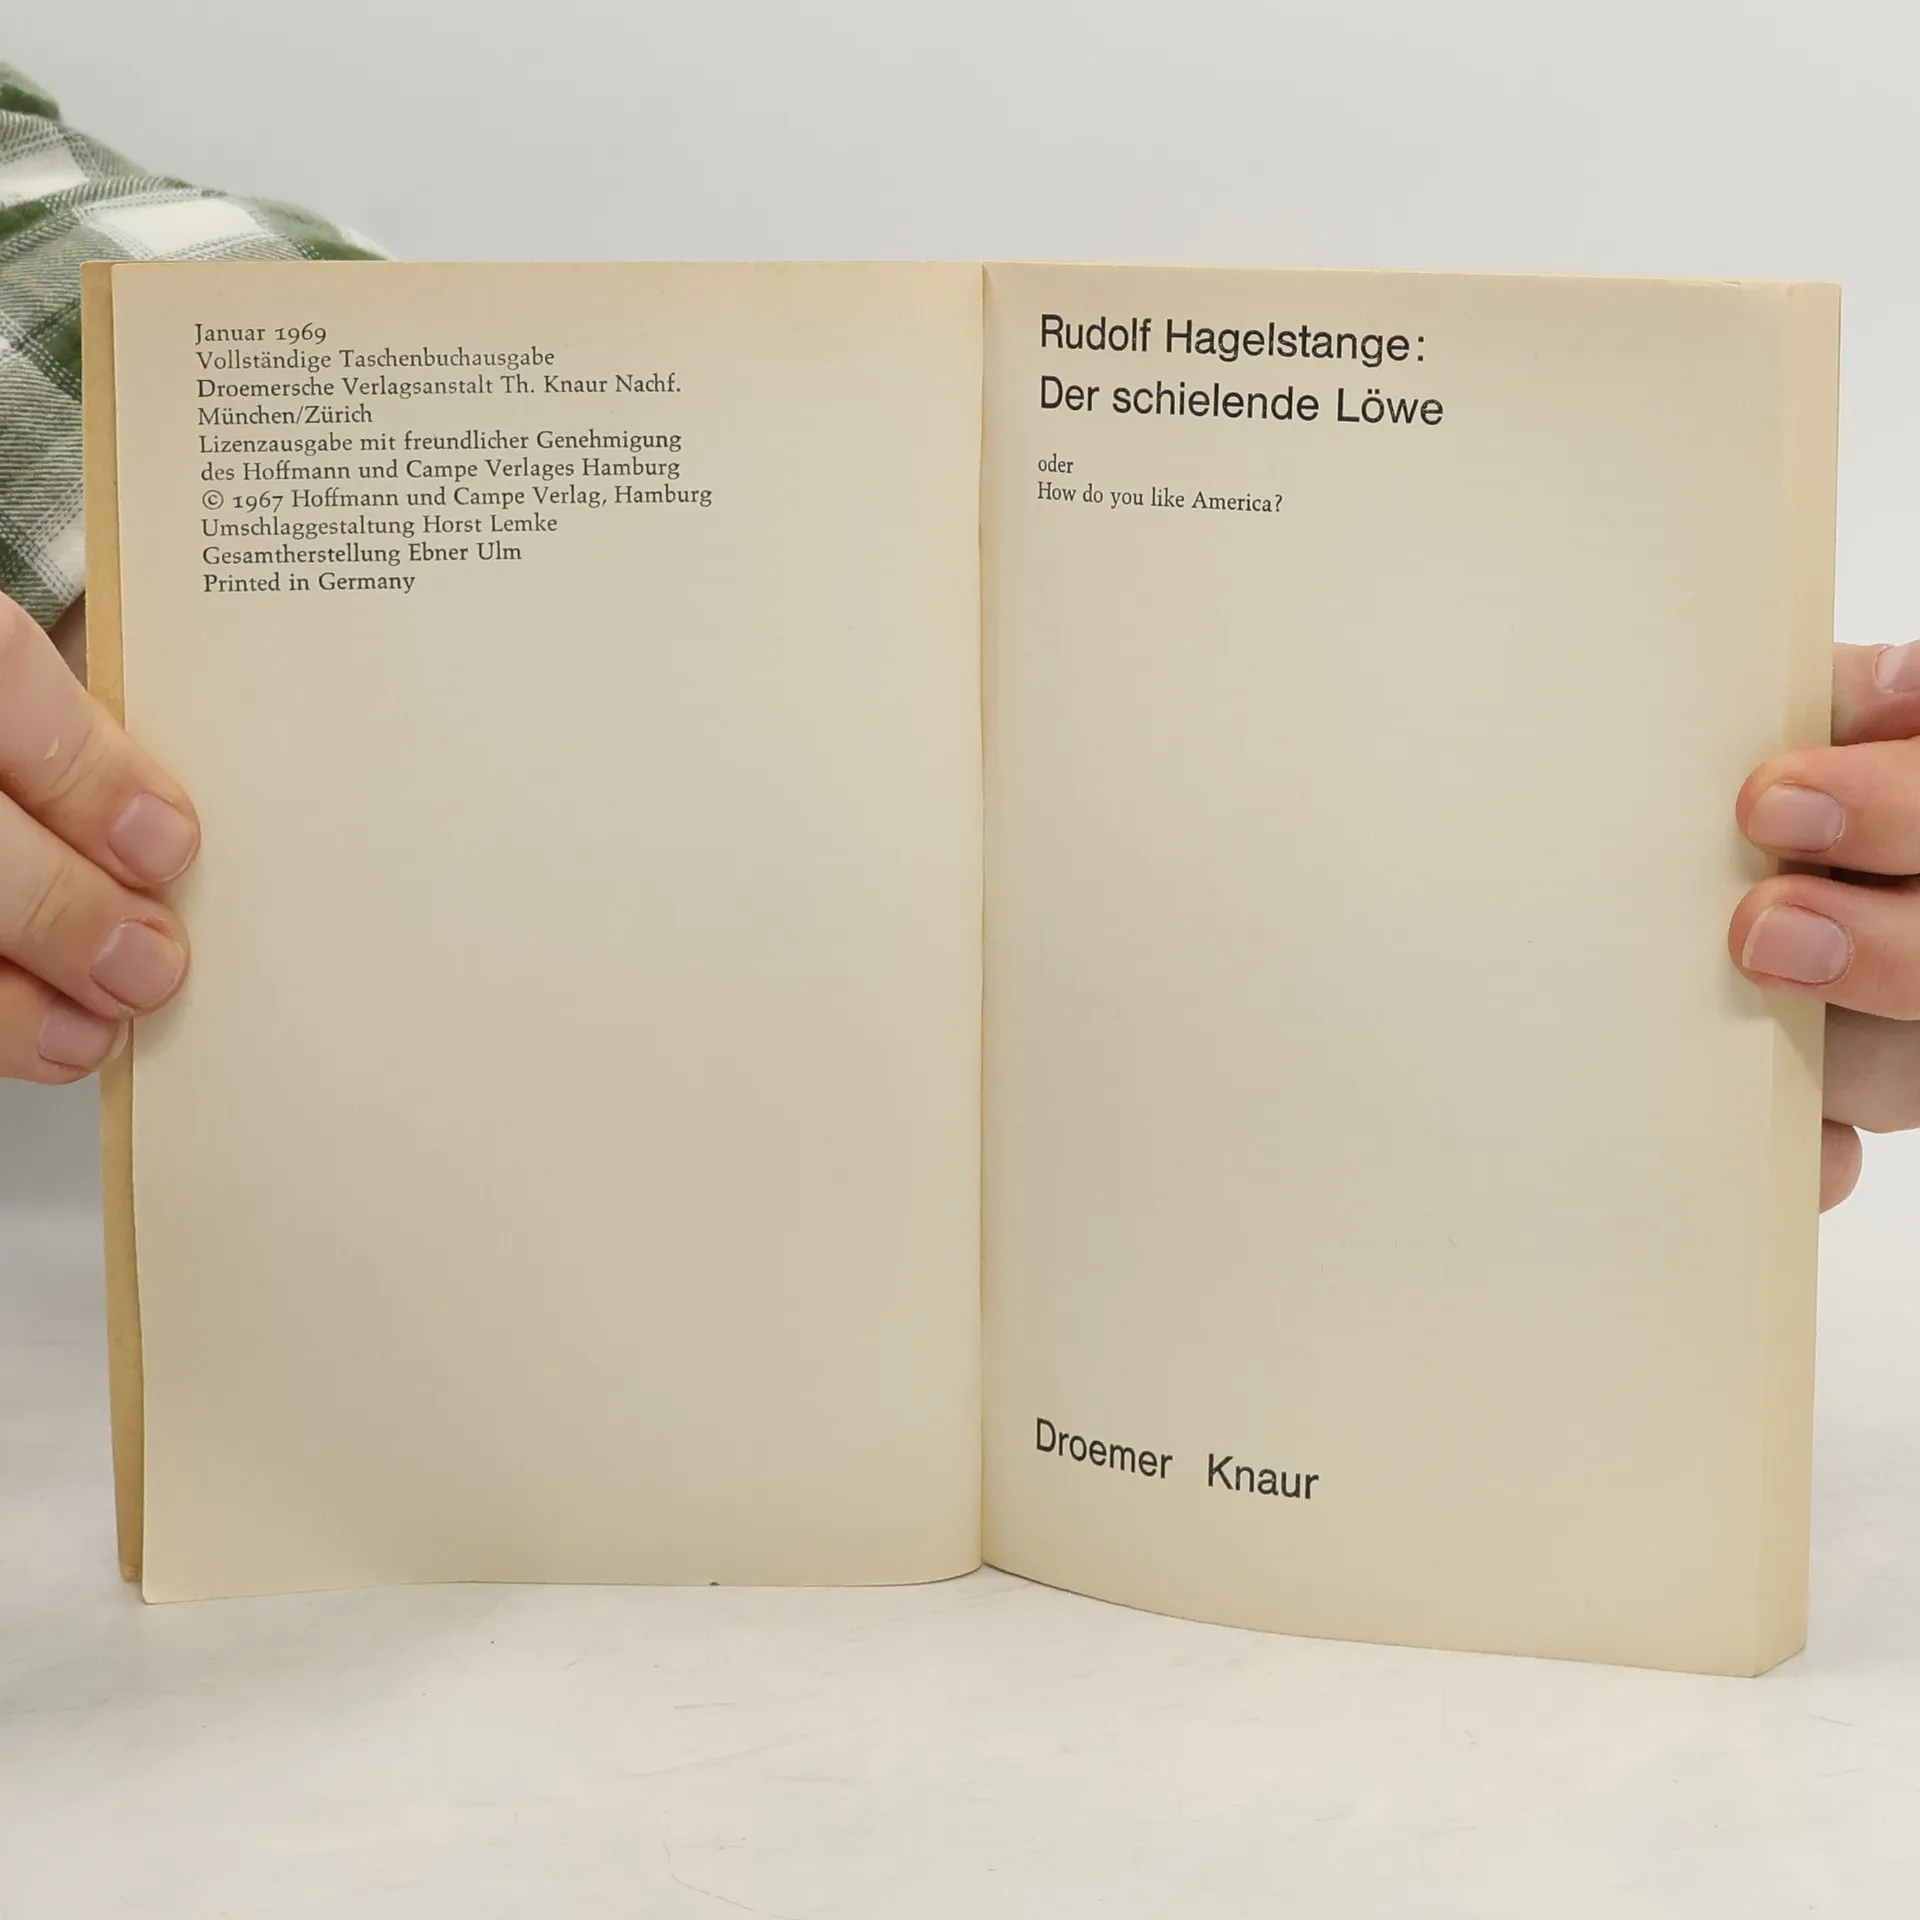 Januar 1969
Vollständige Taschenbuchausgabe
Droemersche Verlagsanstalt Th. Knaur Nachf.
München/Zürich
Lizenzausgabe mit freundlicher Genehmigung
des Hoffmann und Campe Verlages Hamburg
© 1967 Hoffmann und Campe Verlag, Hamburg
Umschlaggestaltung Horst Lemke
Gesamtherstellung Ebner Ulm
Printed in Germany
Rudolf Hagelstange:
Der schielende Löwe
oder
How do you like America?
Droemer Knaur